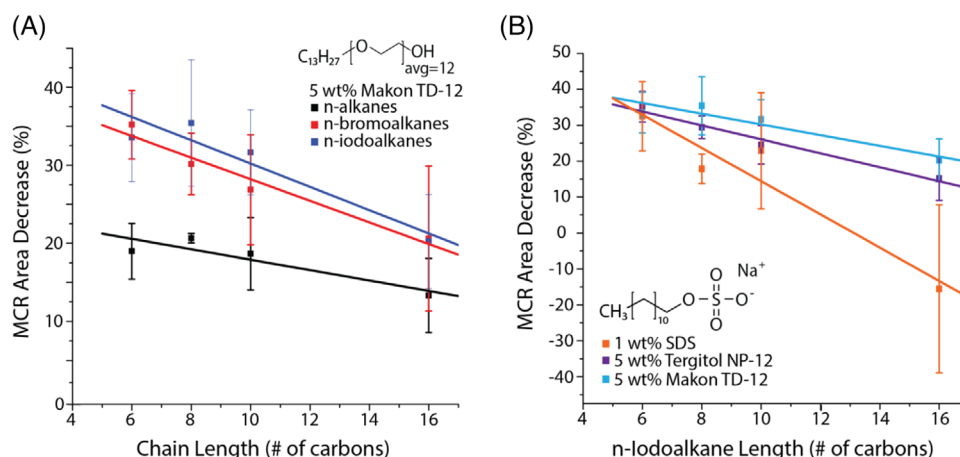 (A)
MCR Area Decrease (%)
40
30
20
10
0
4 6 8 10 12 14 16
Chain Length (# of carbons)
C13H27 [ O ] OH
avg=12
5 wt% Makon TD-12
n-alkanes
n-bromoalkanes
n-iodoalkanes
(B)
MCR Area Decrease (%)
50
40
30
20
10
0
-10
-20
-30
-40
4 6 8 10 12 14 16
n-Iodoalkane Length (# of carbons)
O Na+
CH3 [ ]10 O S O-
O
1 wt% SDS
5 wt% Tergitol NP-12
5 wt% Makon TD-12